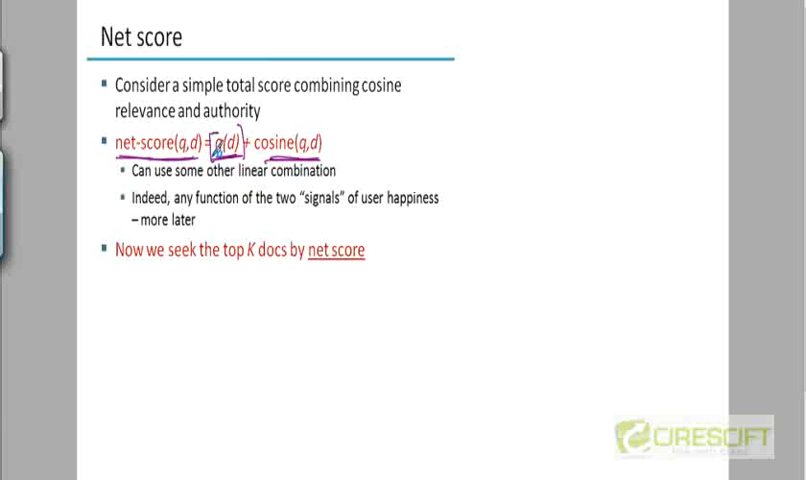 Net score
Consider a simple total score combining cosine
relevance and authority
net-score(q,d) = g(d) + cosine(q,d)
Can use some other linear combination
Indeed, any function of the two “signals” of user happiness
– more later
Now we seek the top K docs by net score